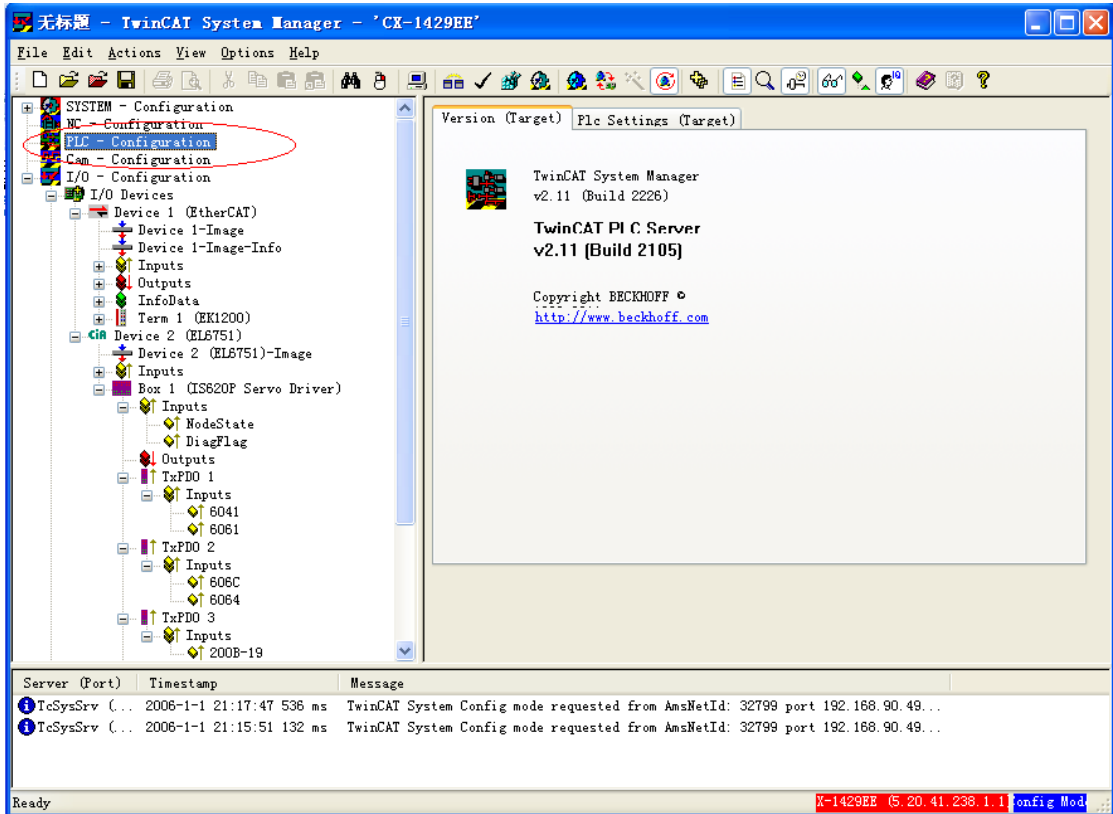 无标题 - TwinCAT System Manager - 'CX-1429EE'
File Edit Actions View Options Help
SYSTEM - Configuration
NC - Configuration
PLC - Configuration
Cam - Configuration
I/O - Configuration
I/O Devices
Device 1 (EtherCAT)
Device 1-Image
Device 1-Image-Info
Inputs
Outputs
InfoData
Term 1 (EK1200)
CiA Device 2 (EL6751)
Device 2 (EL6751)-Image
Inputs
Box 1 (IS620P Servo Driver)
Inputs
NodeState
DiagFlag
Outputs
TxPDO 1
Inputs
6041
6061
TxPDO 2
Inputs
606C
6064
TxPDO 3
Inputs
200B-19
Version (Target) Plc Settings (Target)
TwinCAT System Manager
v2.11 (Build 2226)
TwinCAT PLC Server
v2.11 (Build 2105)
Copyright BECKHOFF ©
http://www.beckhoff.com
Server (Port) Timestamp Message
TcSysSrv (... 2006-1-1 21:17:47 536 ms TwinCAT System Config mode requested from AmsNetId: 32799 port 192.168.90.49...
TcSysSrv (... 2006-1-1 21:15:51 132 ms TwinCAT System Config mode requested from AmsNetId: 32799 port 192.168.90.49...
Ready X-1429EE (5.20.41.238.1.1) onfig Mod